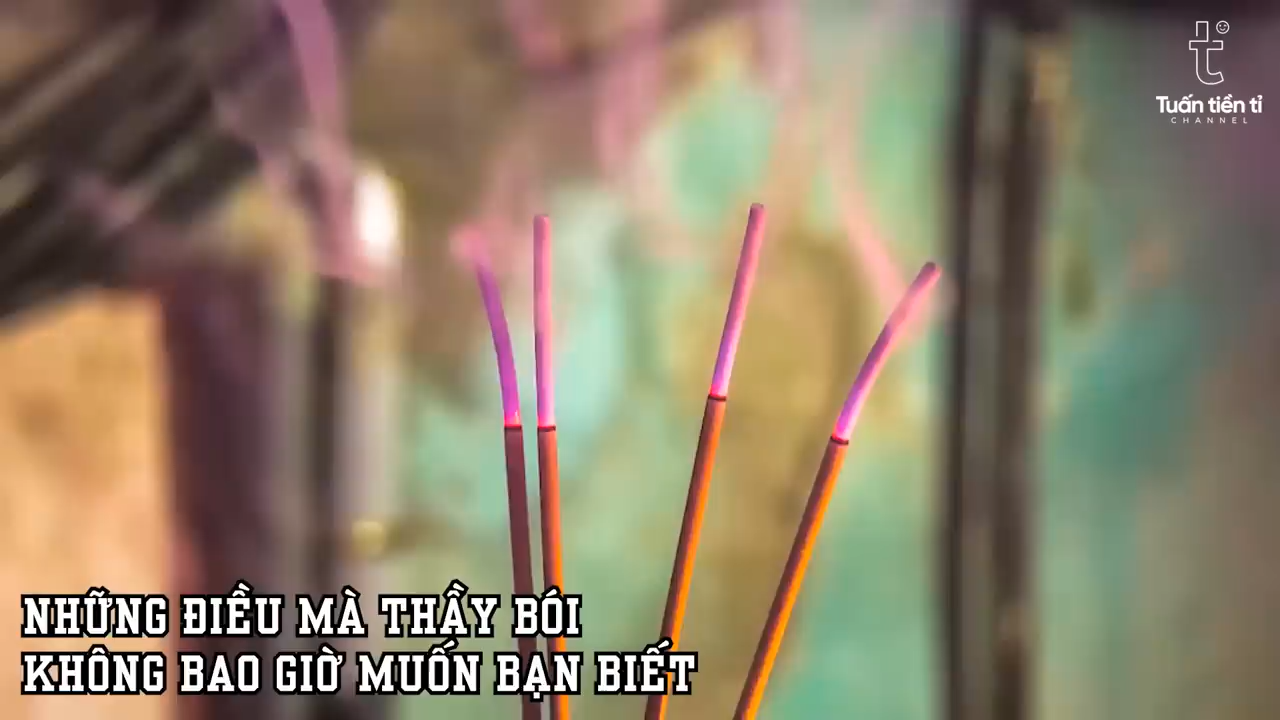 t
Tuấn tiền tỉ
CHANNEL
NHỮNG ĐIỀU MÀ THẦY BÓI
KHÔNG BAO GIỜ MUỐN BẠN BIẾT